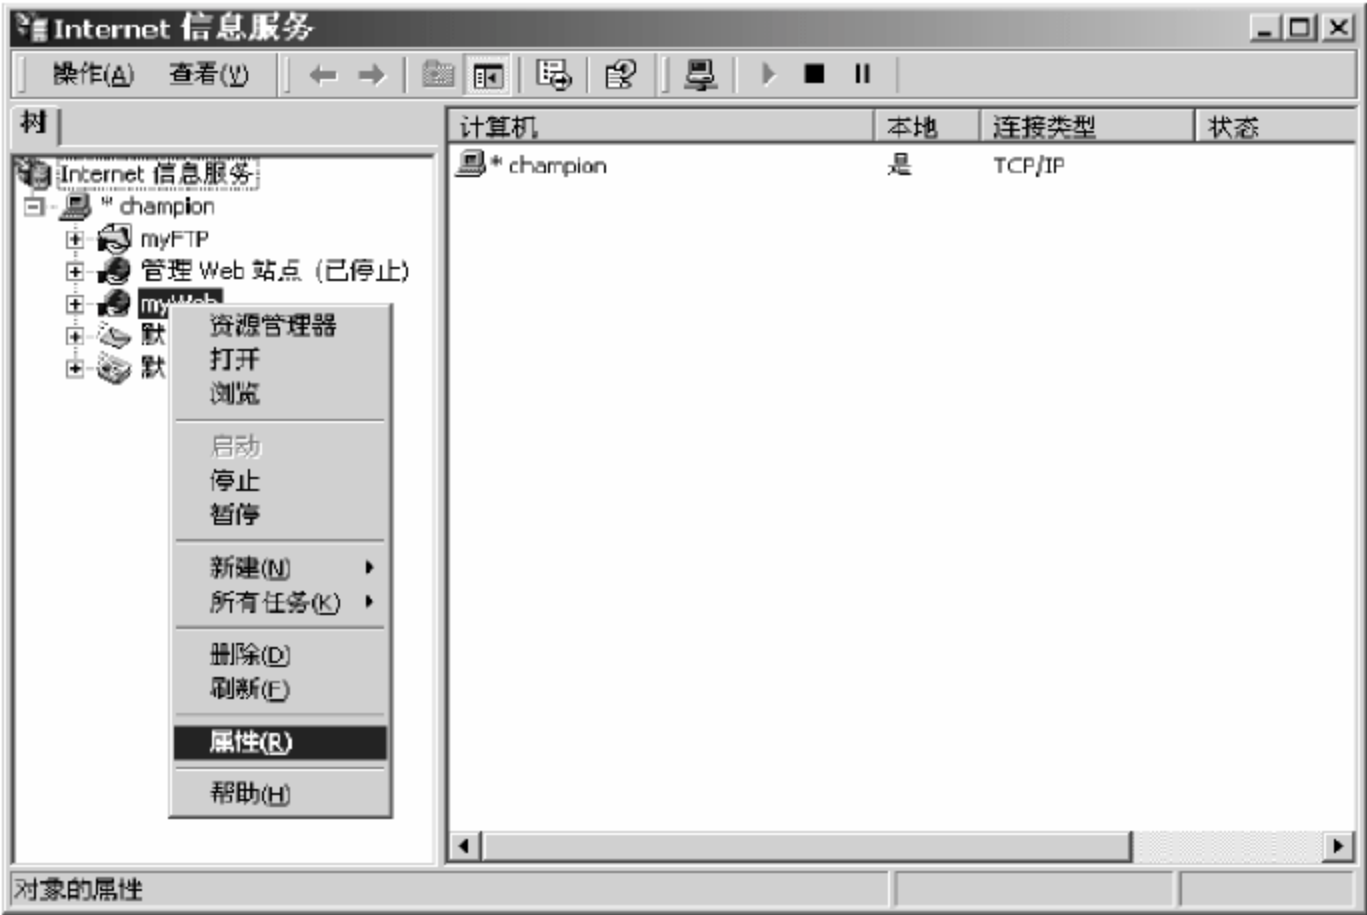 Internet 信息服务
操作(A) 查看(V)
树
Internet 信息服务
* champion
myFTP
管理 Web 站点 (已停止)
myWeb
默
默
资源管理器
打开
浏览
启动
停止
暂停
新建(N)
所有任务(K)
删除(D)
刷新(F)
属性(R)
帮助(H)
计算机 本地 连接类型 状态
* champion 是 TCP/IP
对象的属性